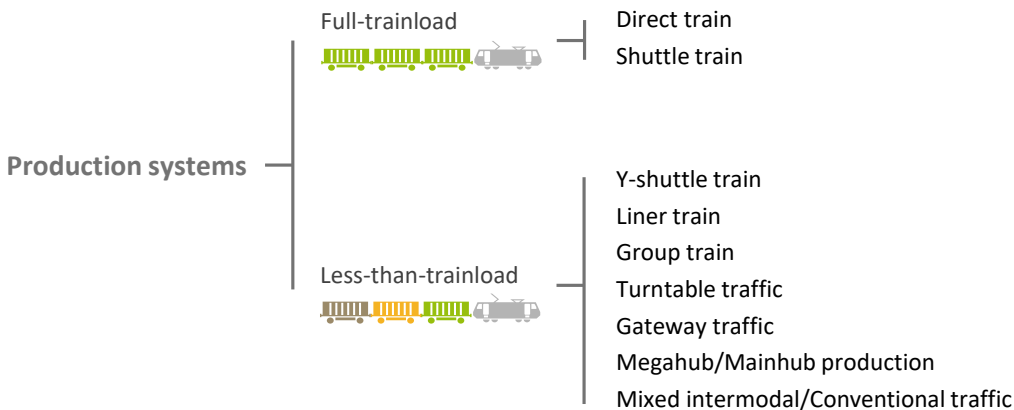 Production systems
Full-trainload
Direct train
Shuttle train
Less-than-trainload
Y-shuttle train
Liner train
Group train
Turntable traffic
Gateway traffic
Megahub/Mainhub production
Mixed intermodal/Conventional traffic